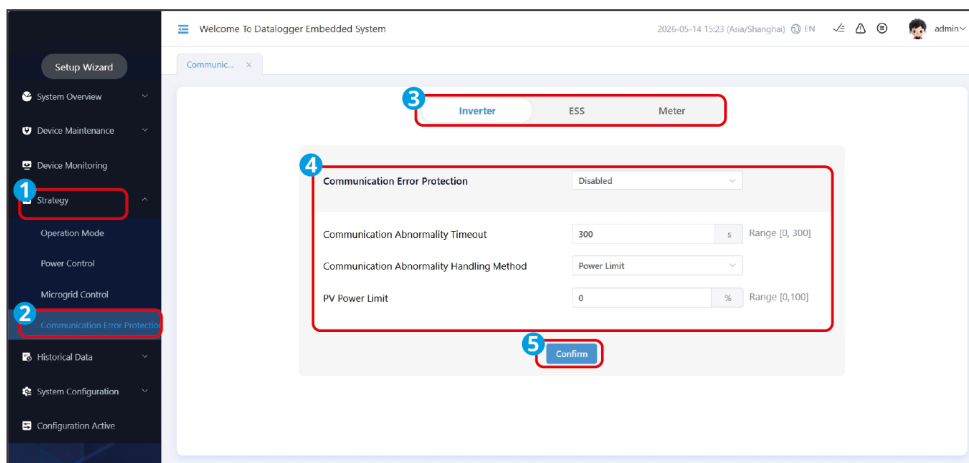 Welcome To Datalogger Embedded System
2026-05-14 15:23 (Asia/Shanghai) EN
admin
Setup Wizard
Communic... ×
System Overview
Device Maintenance
Device Monitoring
1
Strategy
Operation Mode
Power Control
Microgrid Control
2
Communication Error Protection
Historical Data
System Configuration
Configuration Active
3
Inverter ESS Meter
4
Communication Error Protection Disabled
Communication Abnormality Timeout 300 s Range [0, 300]
Communication Abnormality Handling Method Power Limit
PV Power Limit 0 % Range [0,100]
5
Confirm